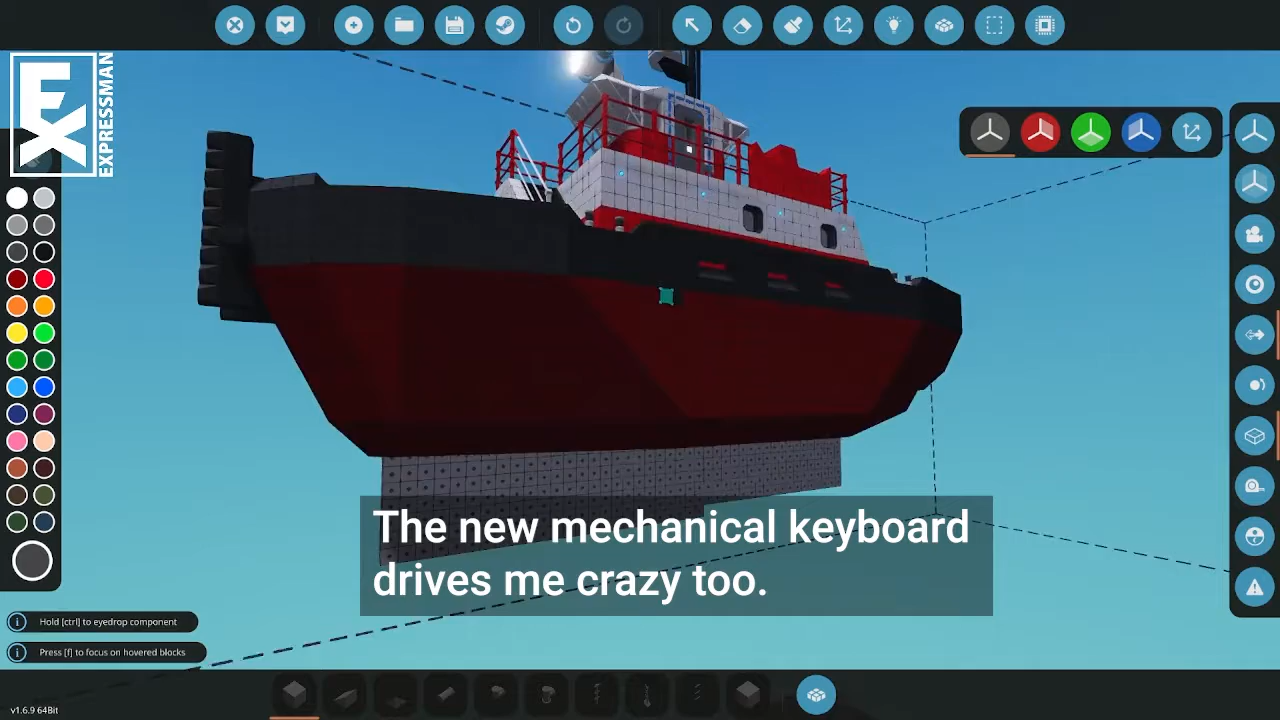 EX
EXPRESSMAN
The new mechanical keyboard
drives me crazy too.
Hold [ctrl] to eyedrop component
Press [f] to focus on hovered blocks
v1.6.9 64Bit